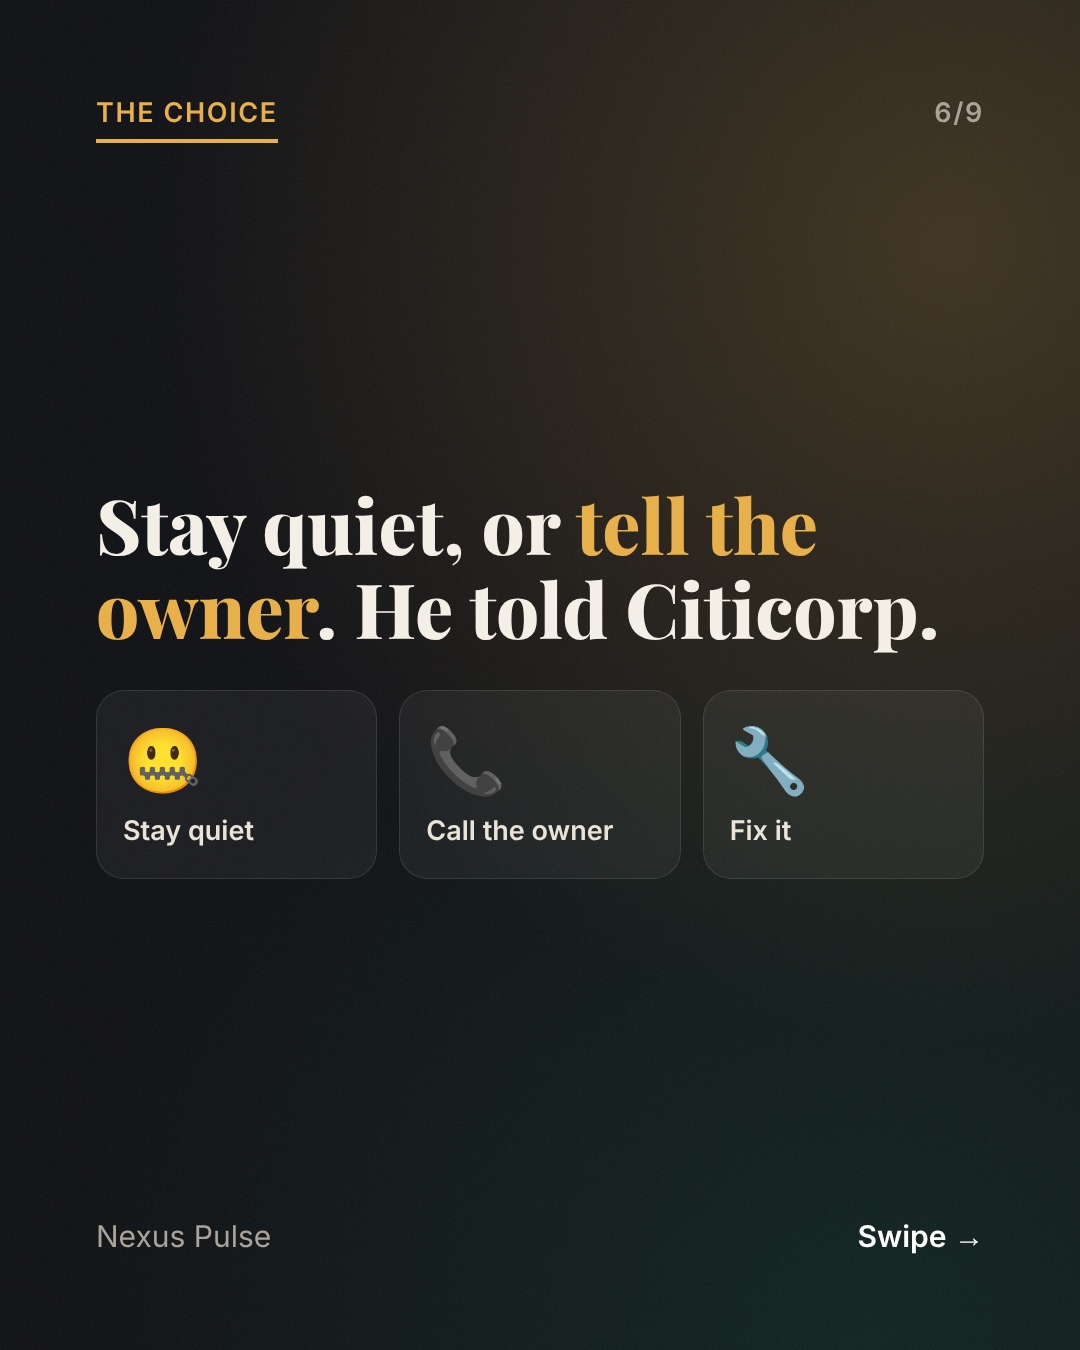 THE CHOICE
6/9
Stay quiet, or tell the
owner. He told Citicorp.
Stay quiet
Call the owner
Fix it
Nexus Pulse
Swipe →